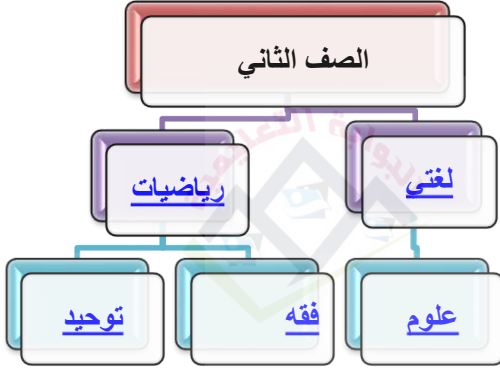 الصف الثاني
لغتي
رياضيات
علوم
فقه
توحيد